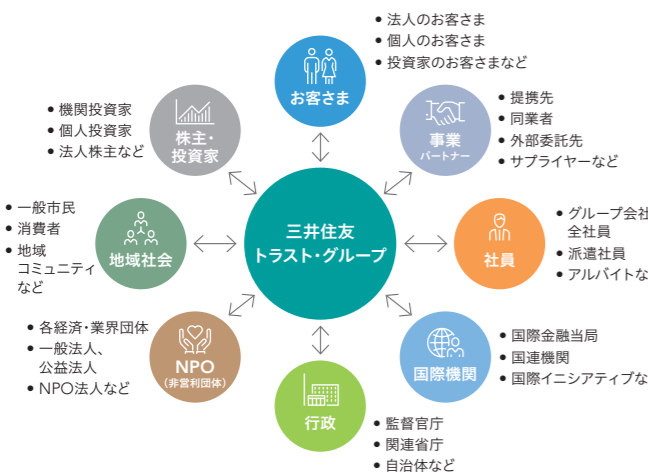 • 法人のお客さま
• 個人のお客さま
• 投資家のお客さまなど
お客さま
• 機関投資家
• 個人投資家
• 法人株主など
株主・
投資家
• 提携先
• 同業者
• 外部委託先
• サプライヤーなど
事業
パートナー
• 一般市民
• 消費者
• 地域
コミュニティ
など
地域社会
三井住友
トラスト・グループ
社員
• グループ会社
全社員
• 派遣社員
• アルバイトな
• 各経済・業界団体
• 一般法人、
公益法人
• NPO法人など
NPO
(非営利団体)
国際機関
• 国際金融当局
• 国連機関
• 国際イニシアティブな
行政
• 監督官庁
• 関連省庁
• 自治体など